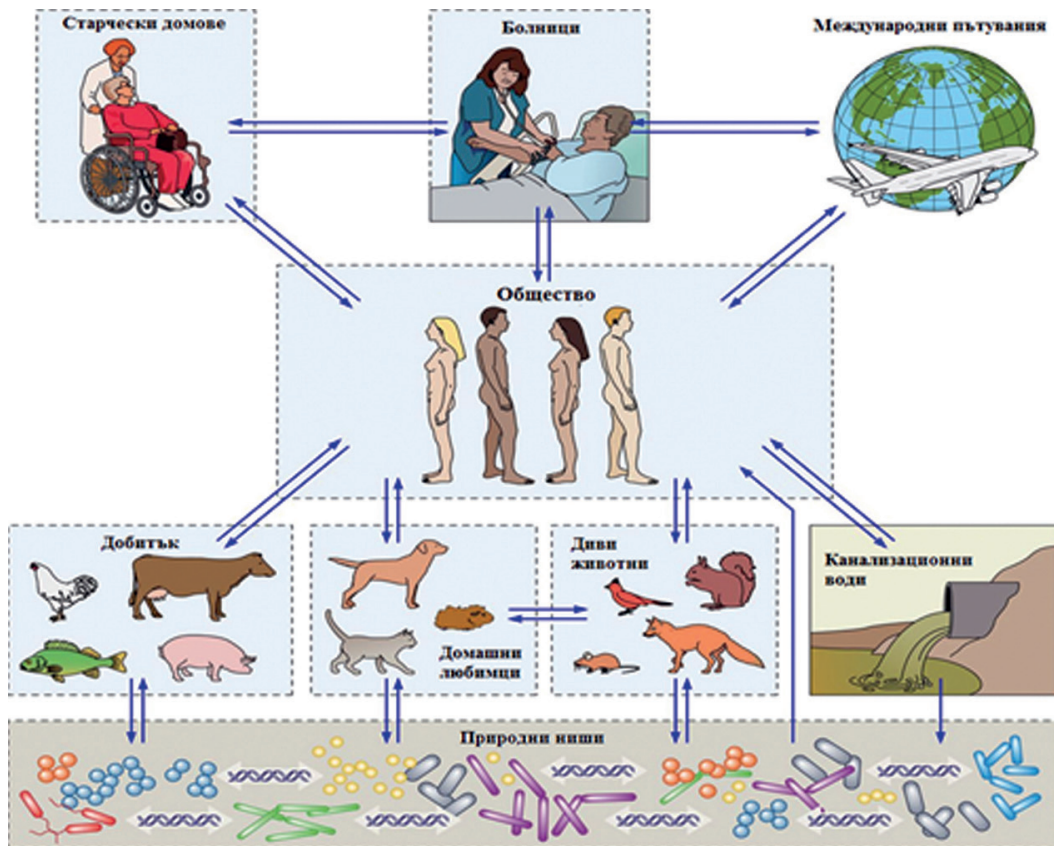 Старчески домове
Болници
Международни пътувания
Общество
Добитък
Домашни
любимци
Диви
животни
Канализационни
води
Природни ниши